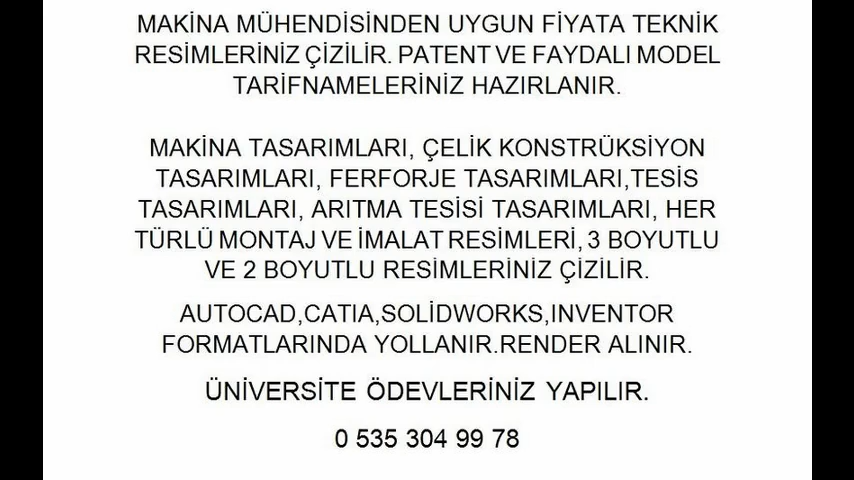 MAKİNA MÜHENDİSİNDEN UYGUN FİYATA TEKNİK
RESİMLERİNİZ ÇİZİLİR. PATENT VE FAYDALI MODEL
TARİFNAMELERİNİZ HAZIRLANIR.
MAKİNA TASARIMLARI, ÇELİK KONSTRÜKSİYON
TASARIMLARI, FERFORJE TASARIMLARI,TESİS
TASARIMLARI, ARITMA TESİSİ TASARIMLARI, HER
TÜRLÜ MONTAJ VE İMALAT RESİMLERİ, 3 BOYUTLU
VE 2 BOYUTLU RESİMLERİNİZ ÇİZİLİR.
AUTOCAD,CATIA,SOLİDWORKS,INVENTOR
FORMATLARINDA YOLLANIR.RENDER ALINIR.
ÜNİVERSİTE ÖDEVLERİNİZ YAPILIR.
0 535 304 99 78